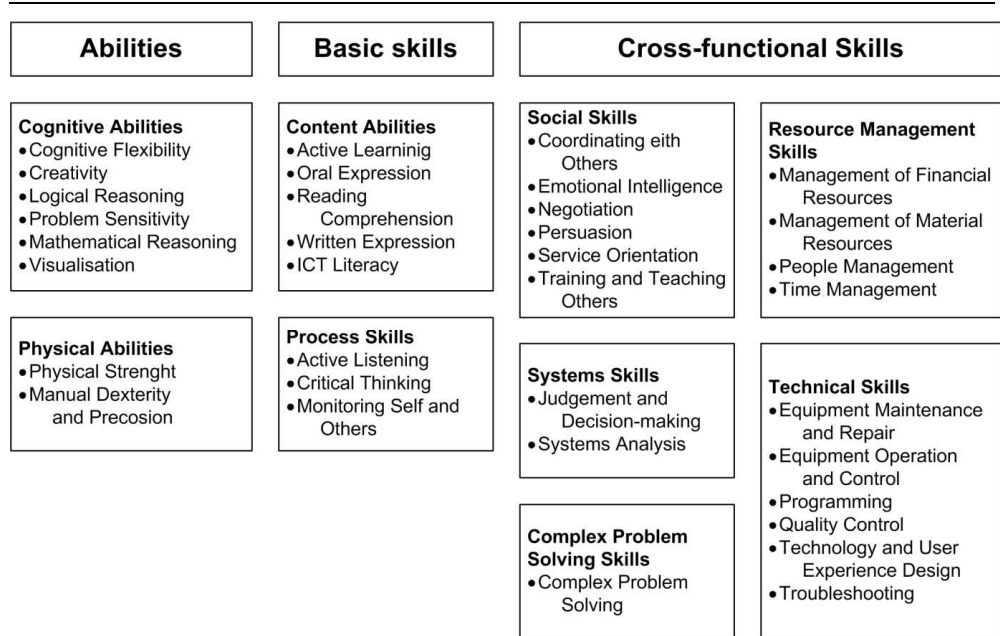 Abilities
Basic skills
Cross-functional Skills
Cognitive Abilities
•Cognitive Flexibility
•Creativity
•Logical Reasoning
•Problem Sensitivity
•Mathematical Reasoning
•Visualisation
Physical Abilities
•Physical Strenght
•Manual Dexterity
and Precosion
Content Abilities
•Active Learninig
•Oral Expression
•Reading
Comprehension
•Written Expression
•ICT Literacy
Process Skills
•Active Listening
•Critical Thinking
•Monitoring Self and
Others
Social Skills
•Coordinating eith
Others
•Emotional Intelligence
•Negotiation
•Persuasion
•Service Orientation
•Training and Teaching
Others
Systems Skills
•Judgement and
Decision-making
•Systems Analysis
Complex Problem
Solving Skills
•Complex Problem
Solving
Resource Management
Skills
•Management of Financial
Resources
•Management of Material
Resources
•People Management
•Time Management
Technical Skills
•Equipment Maintenance
and Repair
•Equipment Operation
and Control
•Programming
•Quality Control
•Technology and User
Experience Design
•Troubleshooting